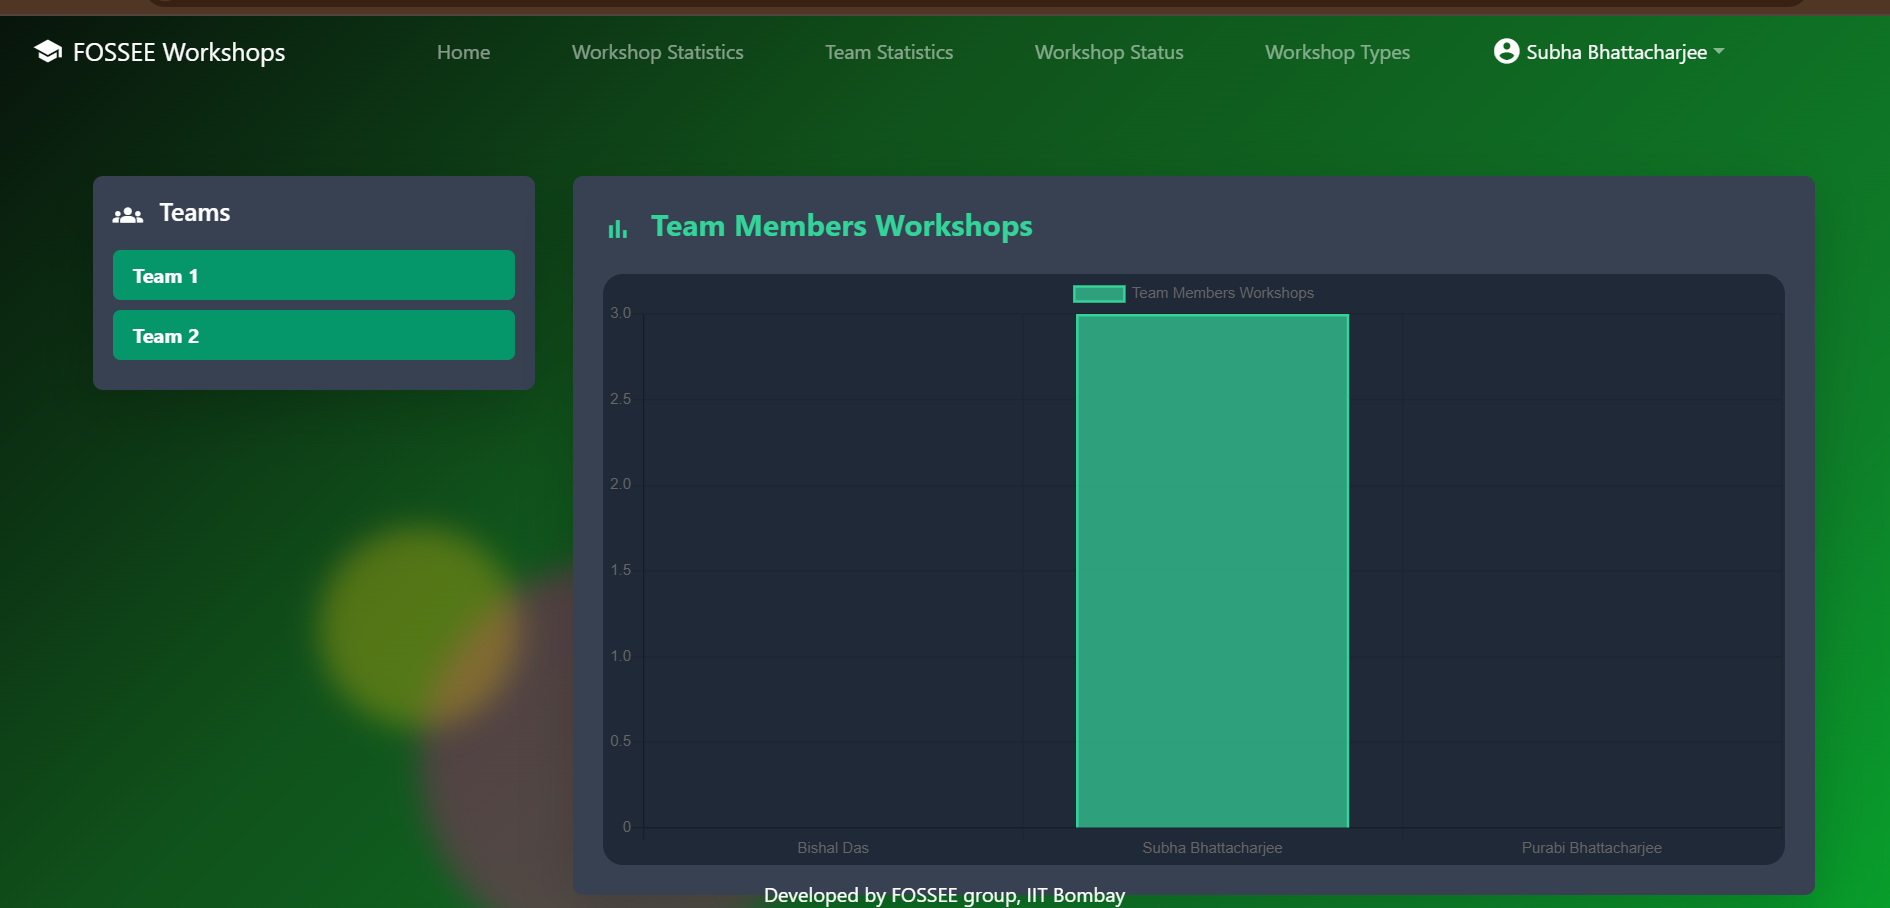 FOSSEE Workshops
Home
Workshop Statistics
Team Statistics
Workshop Status
Workshop Types
Subha Bhattacharjee
Teams
Team 1
Team 2
Team Members Workshops
Team Members Workshops
3.0
2.5
2.0
1.5
1.0
0.5
0
Bishal Das
Subha Bhattacharjee
Purabi Bhattacharjee
Developed by FOSSEE group, IIT Bombay